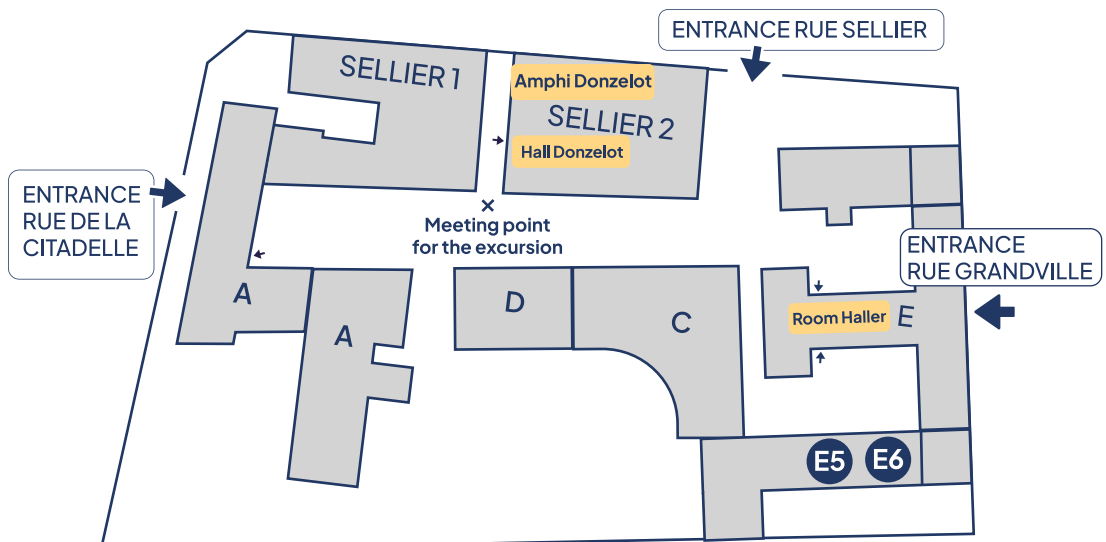 ENTRANCE RUE SELLIER
SELLIER 1
Amphi Donzelot
SELLIER 2
Hall Donzelot
ENTRANCE
RUE DE LA
CITADELLE
Meeting point
for the excursion
ENTRANCE
RUE GRANDVILLE
A
A
D
C
Room Haller
E
E5
E6